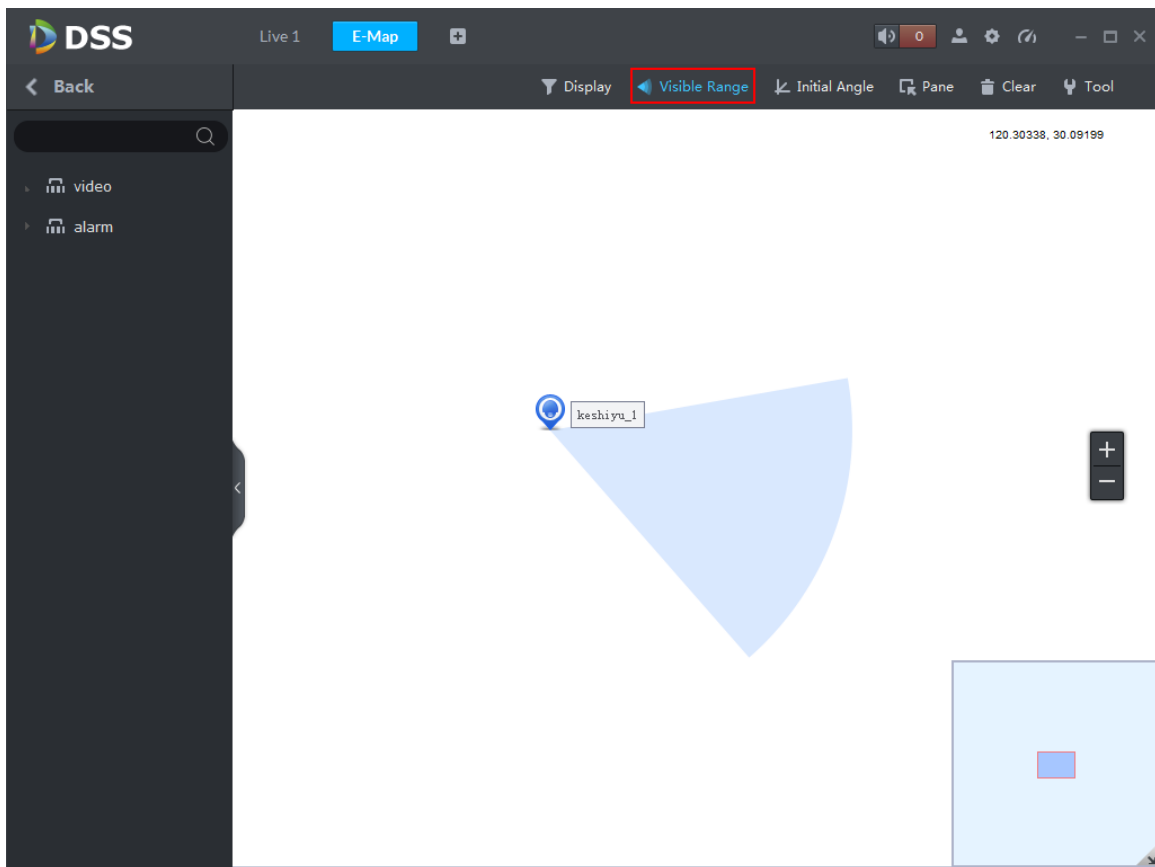 DSS Live 1 E-Map 0
Back Display Visible Range Initial Angle Pane Clear Tool
120.30338, 30.09199
video
alarm
keshiyu_1